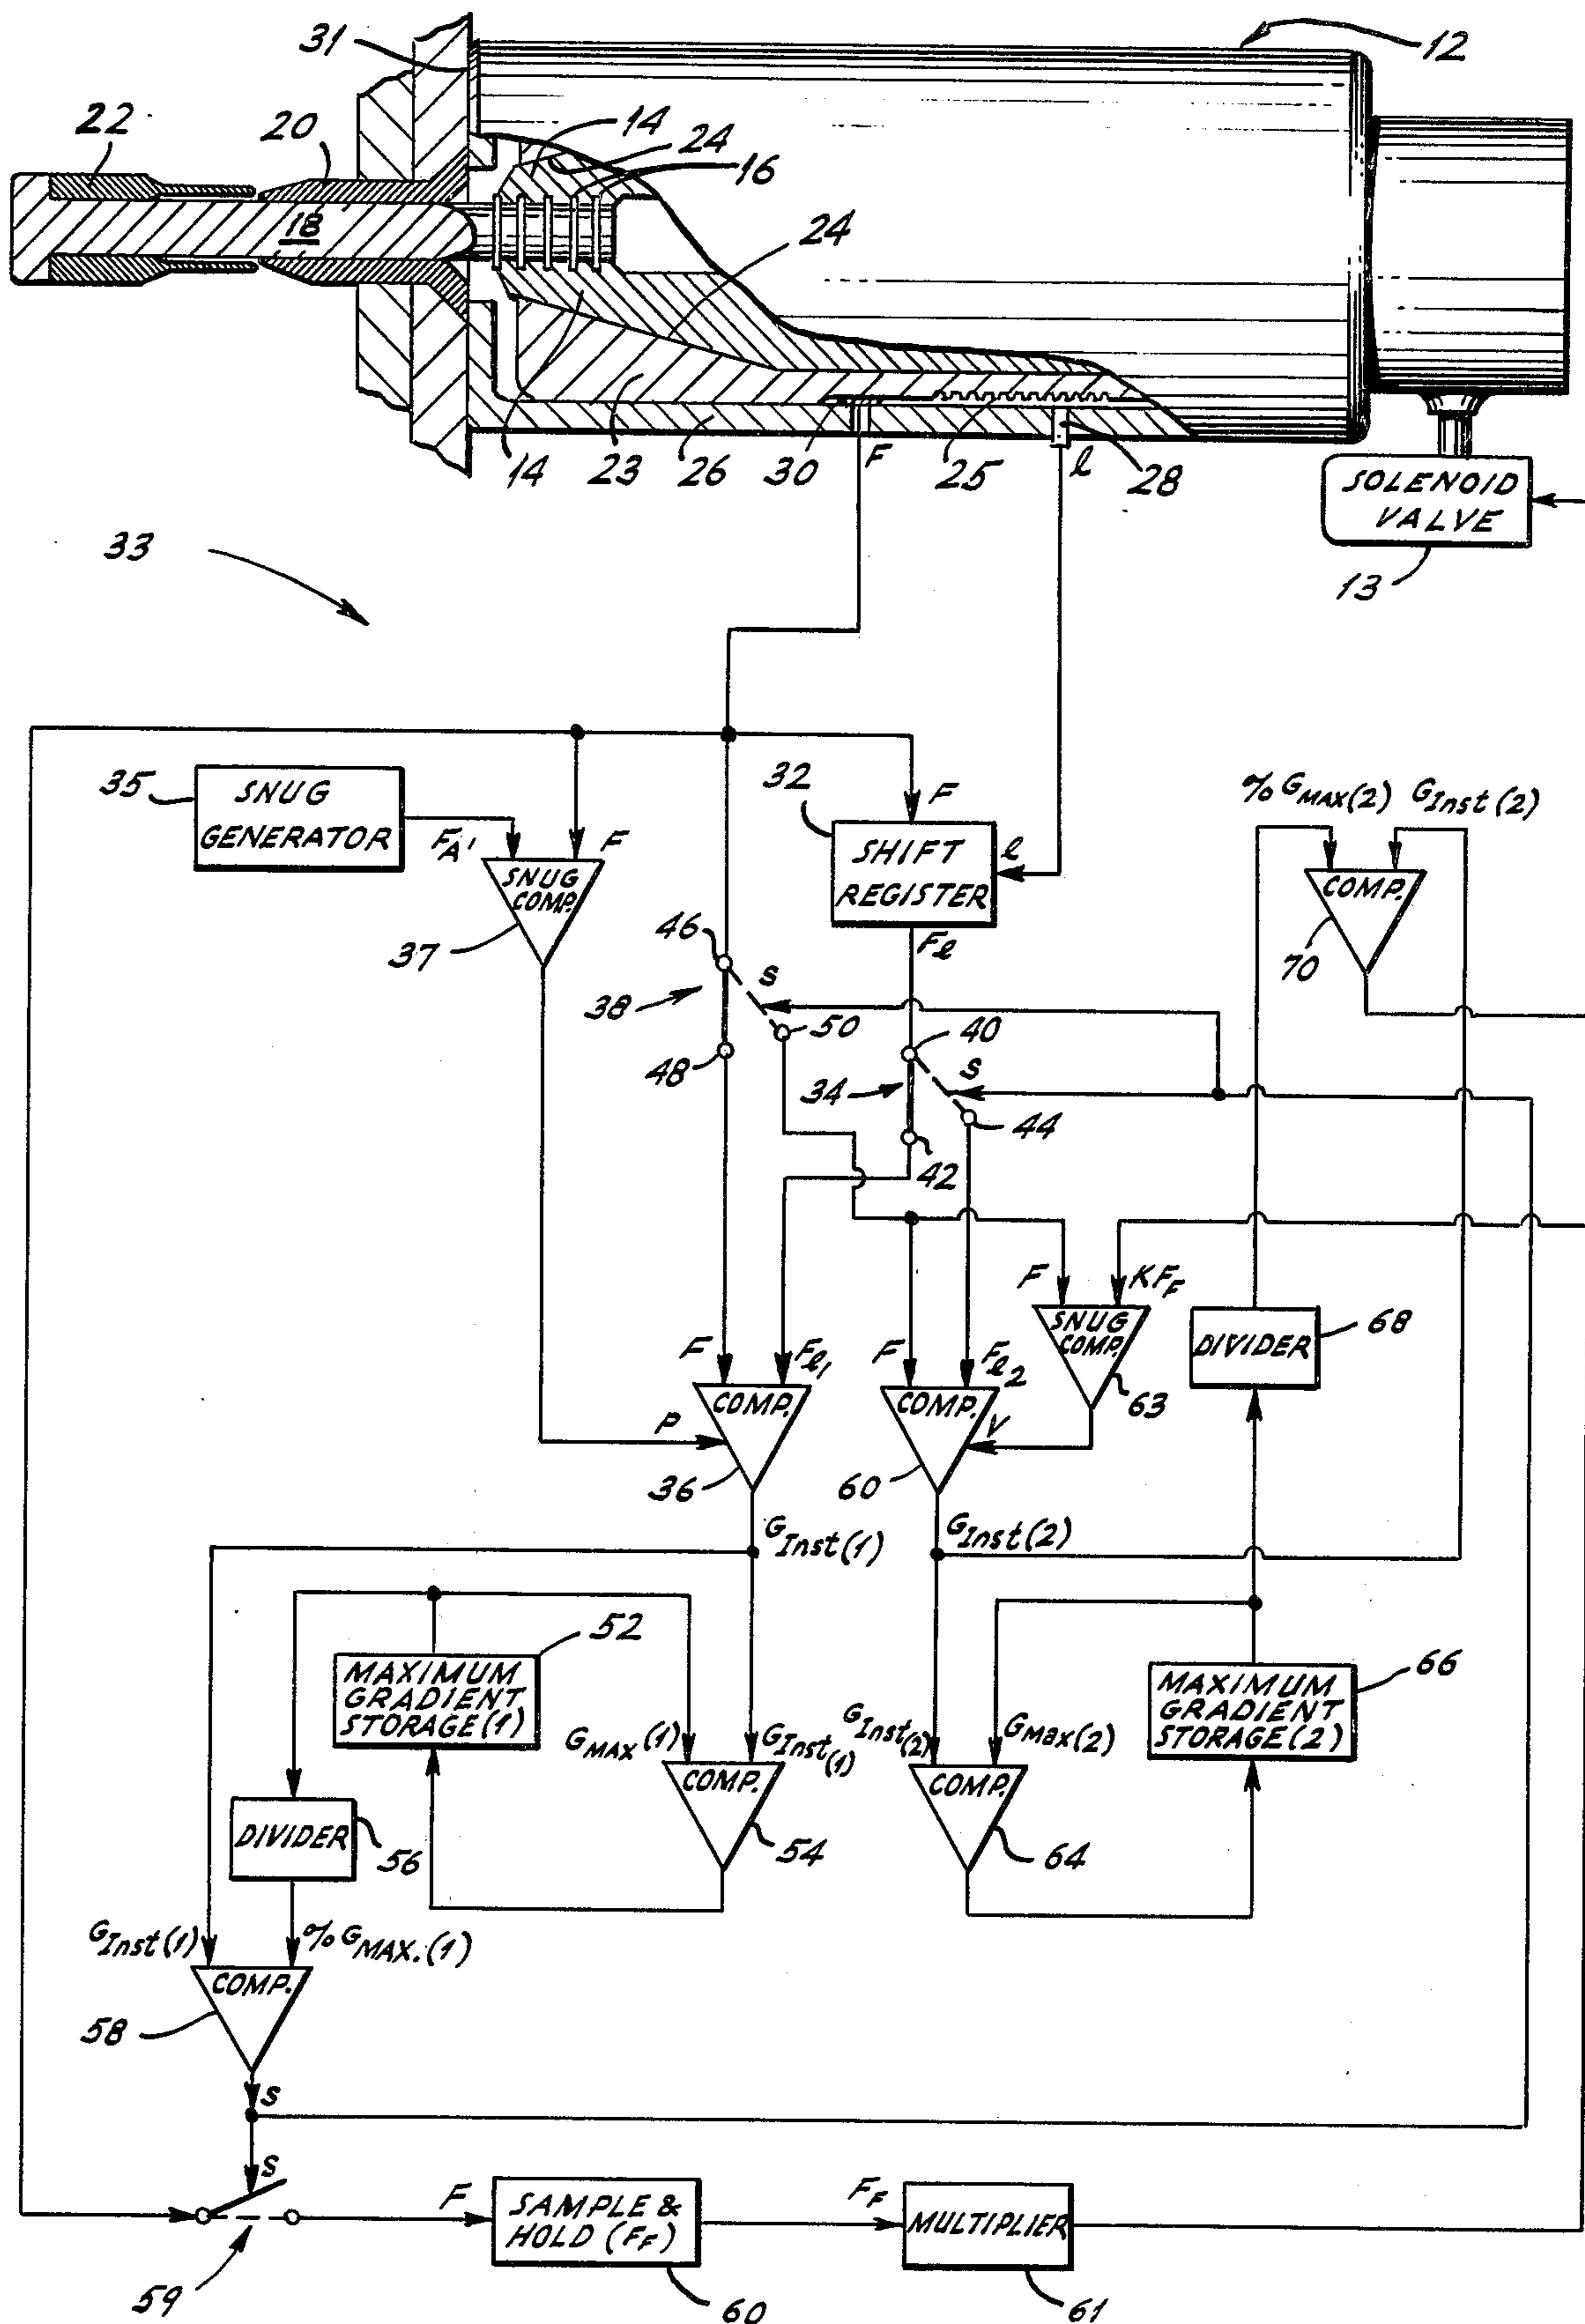 31
12
22
20
14
24
16
18
24
14
23
26
30
F
25
l
28
SOLENOID
VALVE
13
33
35
SNUG
GENERATOR
FA'
F
SNUG
COMP.
37
32
F
SHIFT
REGISTER
l
Fl
% GMAX(2) GInst(2)
COMP.
70
46
S
38
50
48
40
S
34
44
42
F
KFF
SNUG
COMP.
63
DIVIDER
68
F
Fl1
F
Fl2
COMP.
P
36
COMP.
V
60
GInst(1)
GInst(2)
52
MAXIMUM
GRADIENT
STORAGE(1)
66
MAXIMUM
GRADIENT
STORAGE(2)
GMAX(1)
GInst(1)
GInst(2)
GMax(2)
COMP.
54
COMP.
64
DIVIDER
56
GInst(1)
% GMAX.(1)
COMP.
58
S
S
59
F
SAMPLE &
HOLD (FF)
60
FF
MULTIPLIER
61